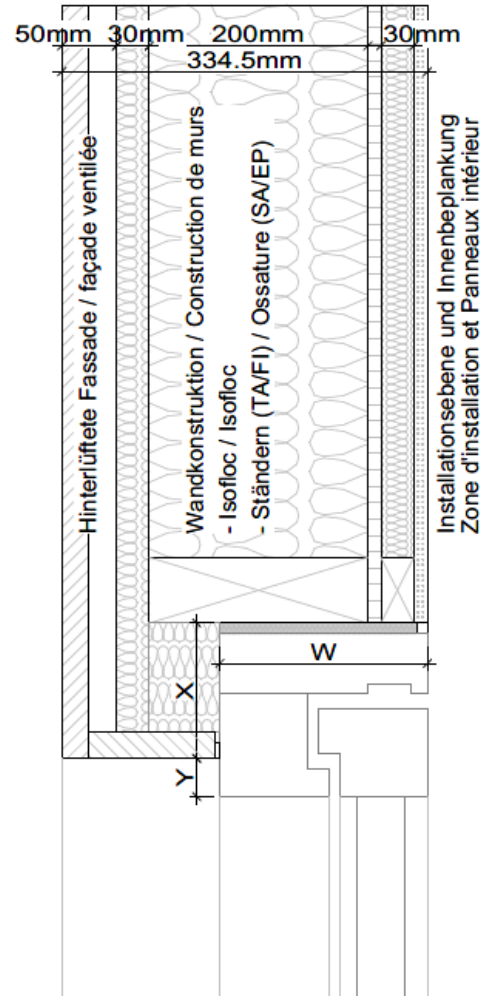 50mm 30mm 200mm 30mm
334.5mm
Hinterlüftete Fassade / façade ventilée
Wandkonstruktion / Construction de murs
- Isofloc / Isofloc
- Ständern (TA/FI) / Ossature (SA/EP)
Installationsebene und Innenbeplankung
Zone d'installation et Panneaux intérieur
W
X
Y